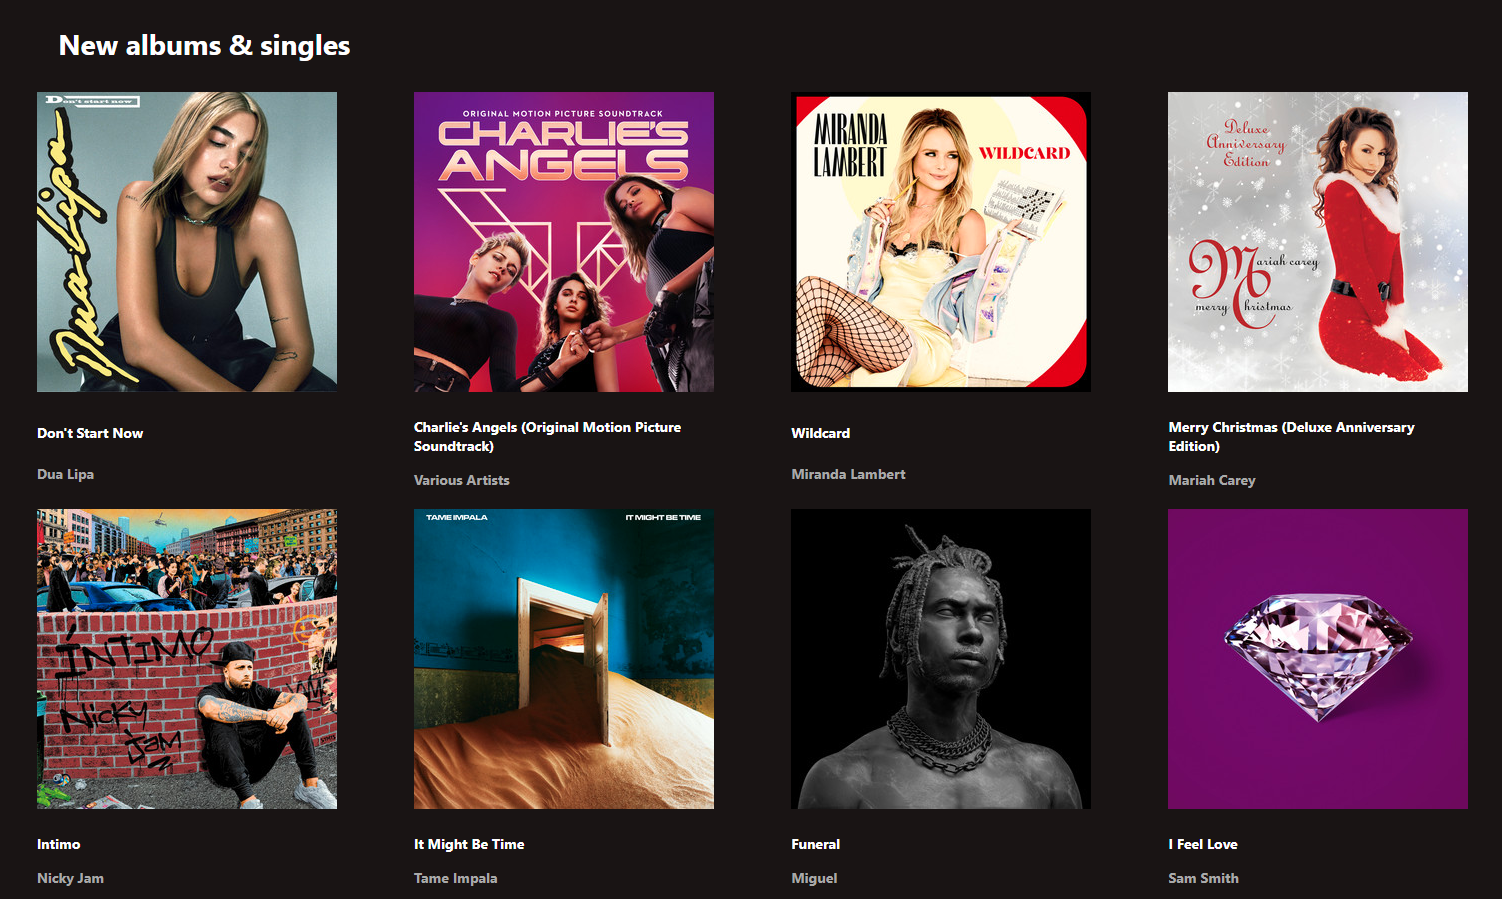 New albums & singles
Don't start now
Dua Lipa
ORIGINAL MOTION PICTURE SOUNDTRACK
CHARLIE'S
ANGELS
MIRANDA
LAMBERT
WILDCARD
Deluxe
Anniversary
Edition
Mariah carey
merry Christmas
Don't Start Now
Dua Lipa
Charlie's Angels (Original Motion Picture
Soundtrack)
Various Artists
Wildcard
Miranda Lambert
Merry Christmas (Deluxe Anniversary
Edition)
Mariah Carey
ÍNTIMO
Nicky
Jam
TAME IMPALA
IT MIGHT BE TIME
Intimo
Nicky Jam
It Might Be Time
Tame Impala
Funeral
Miguel
I Feel Love
Sam Smith